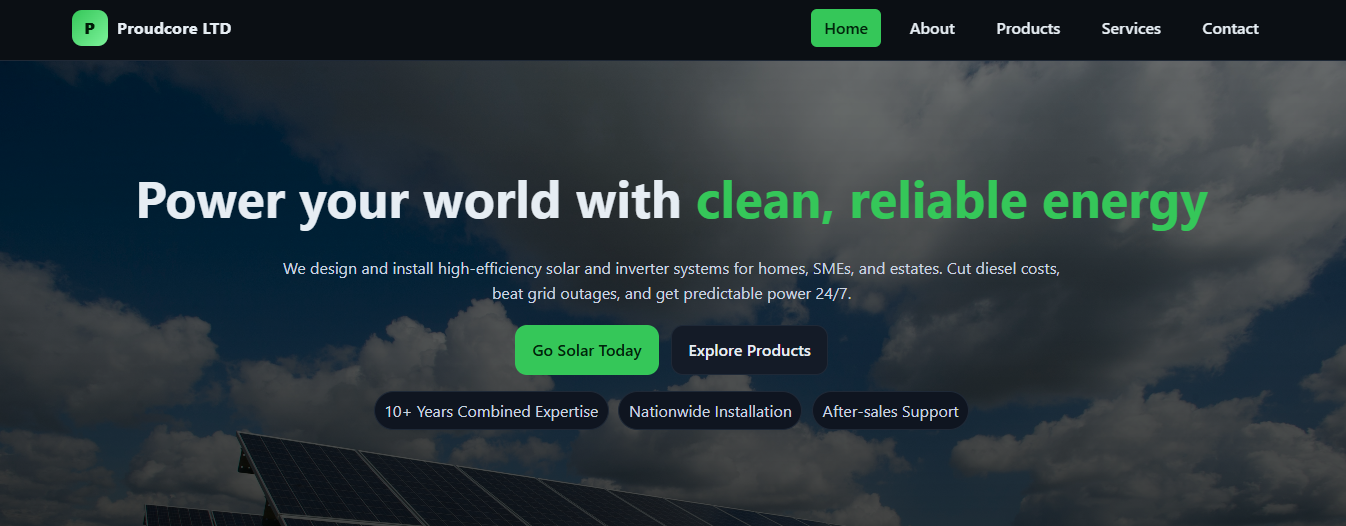 P Proudcore LTD Home About Products Services Contact
Power your world with clean, reliable energy
We design and install high-efficiency solar and inverter systems for homes, SMEs, and estates. Cut diesel costs,
beat grid outages, and get predictable power 24/7.
Go Solar Today Explore Products
10+ Years Combined Expertise Nationwide Installation After-sales Support